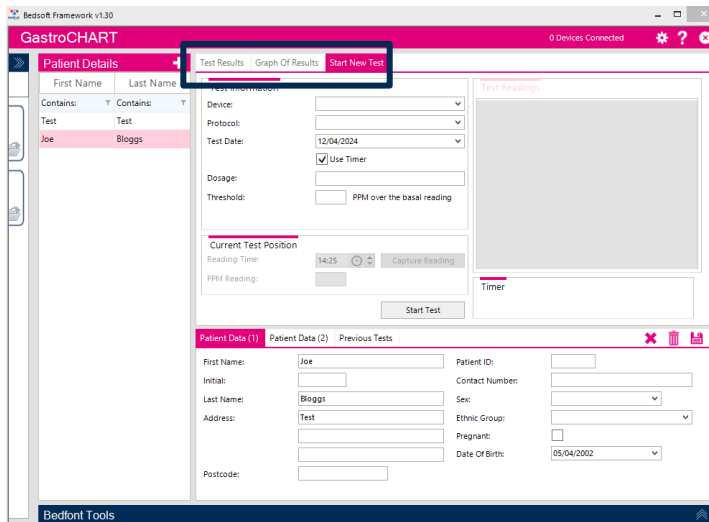 Bedsoft Framework v1.30
GastroCHART
0 Devices Connected
Patient Details
Test Results Graph Of Results Start New Test
First Name Last Name
Contains: Contains:
Test Test
Joe Bloggs
Test Information
Device:
Protocol:
Test Date: 12/04/2024
Use Timer
Dosage:
Threshold: PPM over the basal reading
Test Readings
Current Test Position
Reading Time: 14:25 Capture Reading
PPM Reading:
Start Test
Timer
Patient Data (1) Patient Data (2) Previous Tests
First Name: Joe Patient ID:
Initial: Contact Number:
Last Name: Bloggs Sex:
Address: Test Ethnic Group:
Pregnant:
Date Of Birth: 05/04/2002
Postcode:
Bedfont Tools